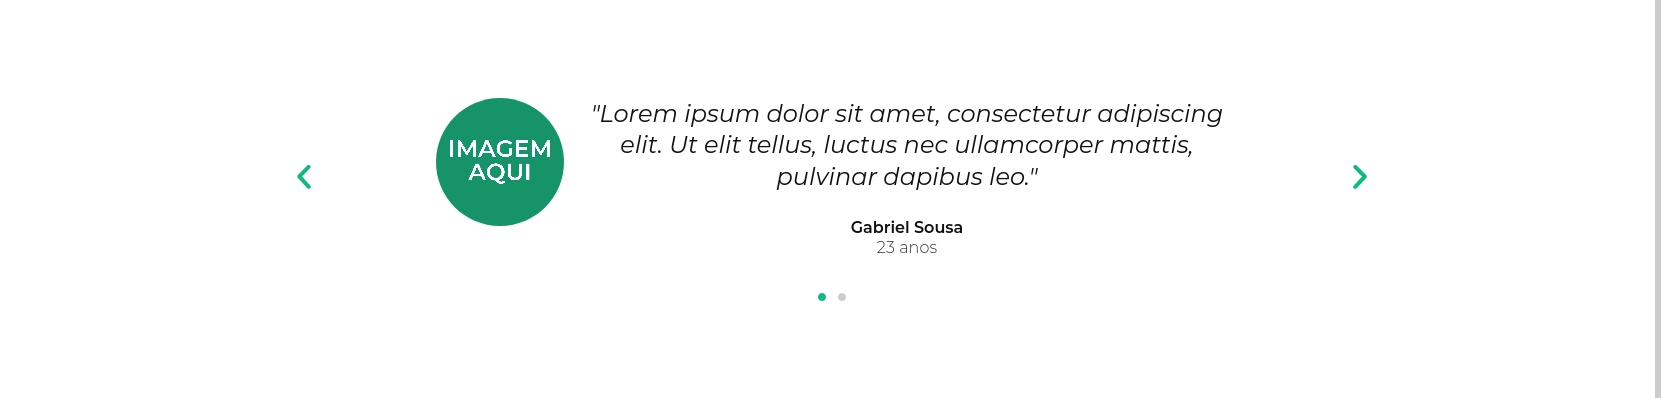 IMAGEM
AQUI
"Lorem ipsum dolor sit amet, consectetur adipiscing
elit. Ut elit tellus, luctus nec ullamcorper mattis,
pulvinar dapibus leo."
Gabriel Sousa
23 anos